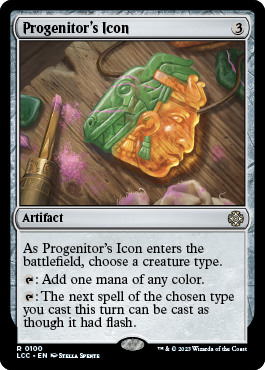 Progenitor's Icon 3
Artifact
As Progenitor's Icon enters the
battlefield, choose a creature type.
: Add one mana of any color.
: The next spell of the chosen type
you cast this turn can be cast as
though it had flash.
R 0100
LCC • EN Stella Spente
™ & © 2023 Wizards of the Coast